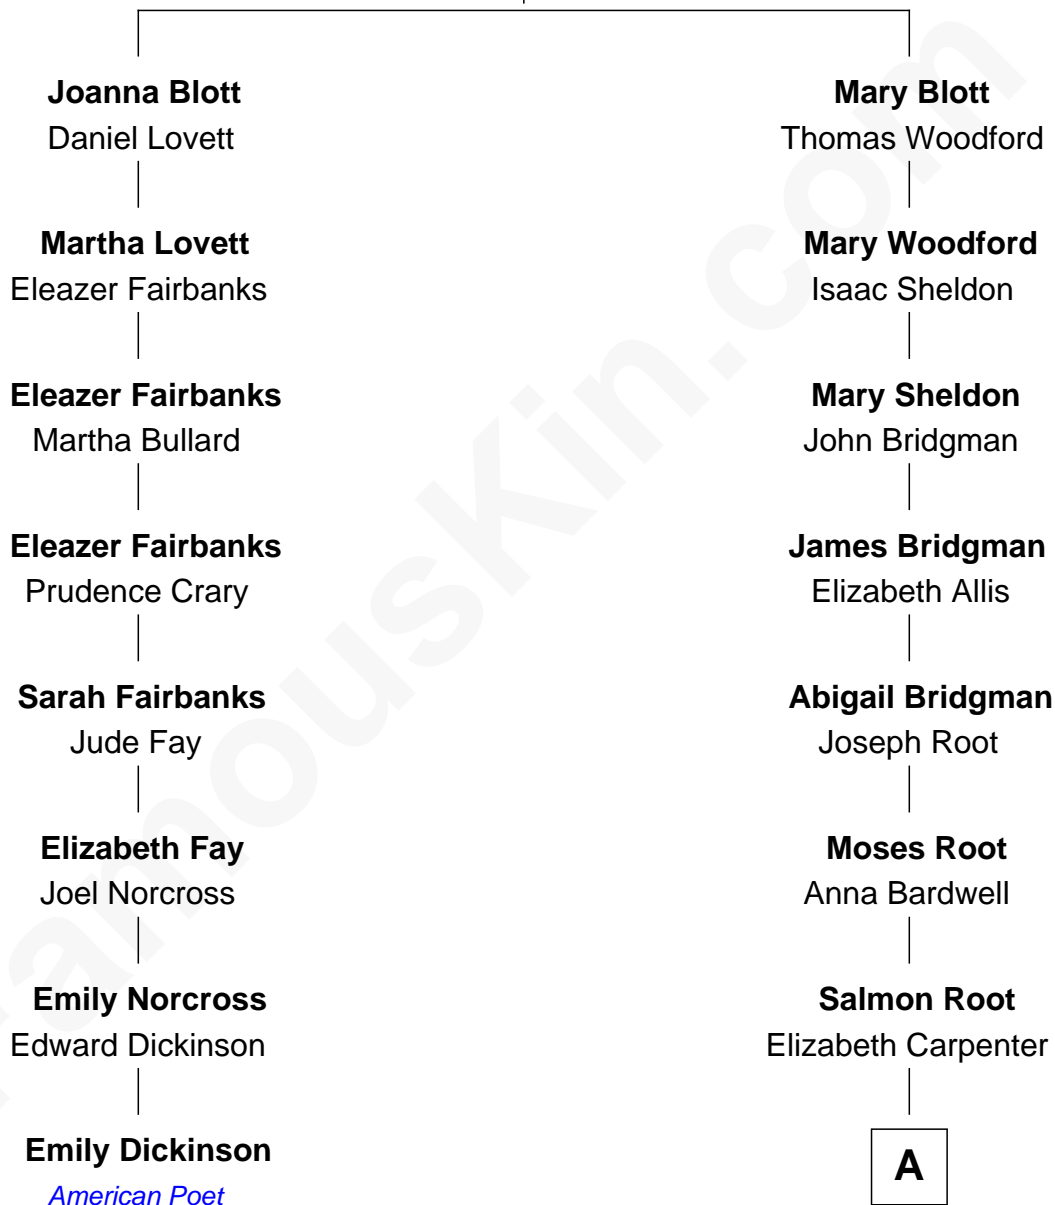 Joanna Blott
Daniel Lovett
Mary Blott
Thomas Woodford
Martha Lovett
Eleazer Fairbanks
Mary Woodford
Isaac Sheldon
Eleazer Fairbanks
Martha Bullard
Mary Sheldon
John Bridgman
Eleazer Fairbanks
Prudence Crary
James Bridgman
Elizabeth Allis
Sarah Fairbanks
Jude Fay
Abigail Bridgman
Joseph Root
Elizabeth Fay
Joel Norcross
Moses Root
Anna Bardwell
Emily Norcross
Edward Dickinson
Salmon Root
Elizabeth Carpenter
Emily Dickinson
American Poet
A
FamousKin.com